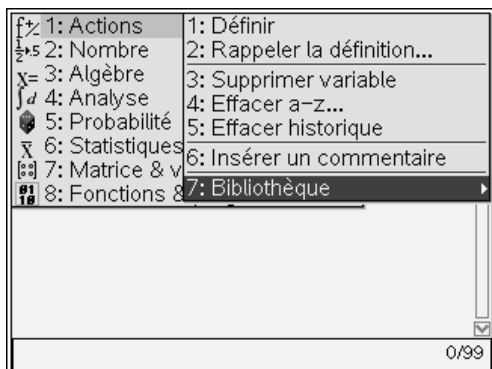 1: Actions
2: Nombre
3: Algèbre
4: Analyse
5: Probabilité
6: Statistiques
7: Matrice & v
8: Fonctions &
1: Définir
2: Rappeler la définition...
3: Supprimer variable
4: Effacer a-z...
5: Effacer historique
6: Insérer un commentaire
7: Bibliothèque
0/99